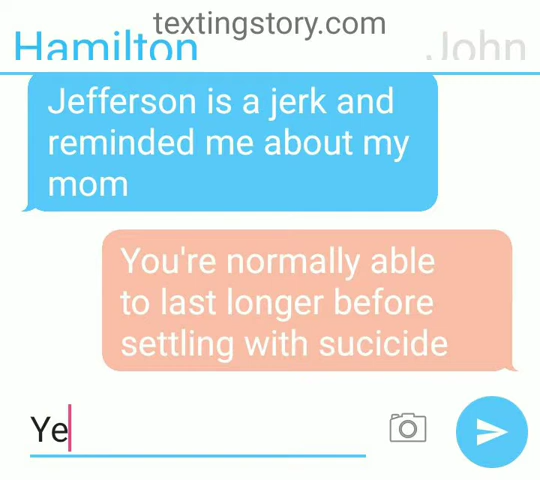 textingstory.com
Hamilton
John
Jefferson is a jerk and
reminded me about my
mom
You're normally able
to last longer before
settling with sucicide
Ye